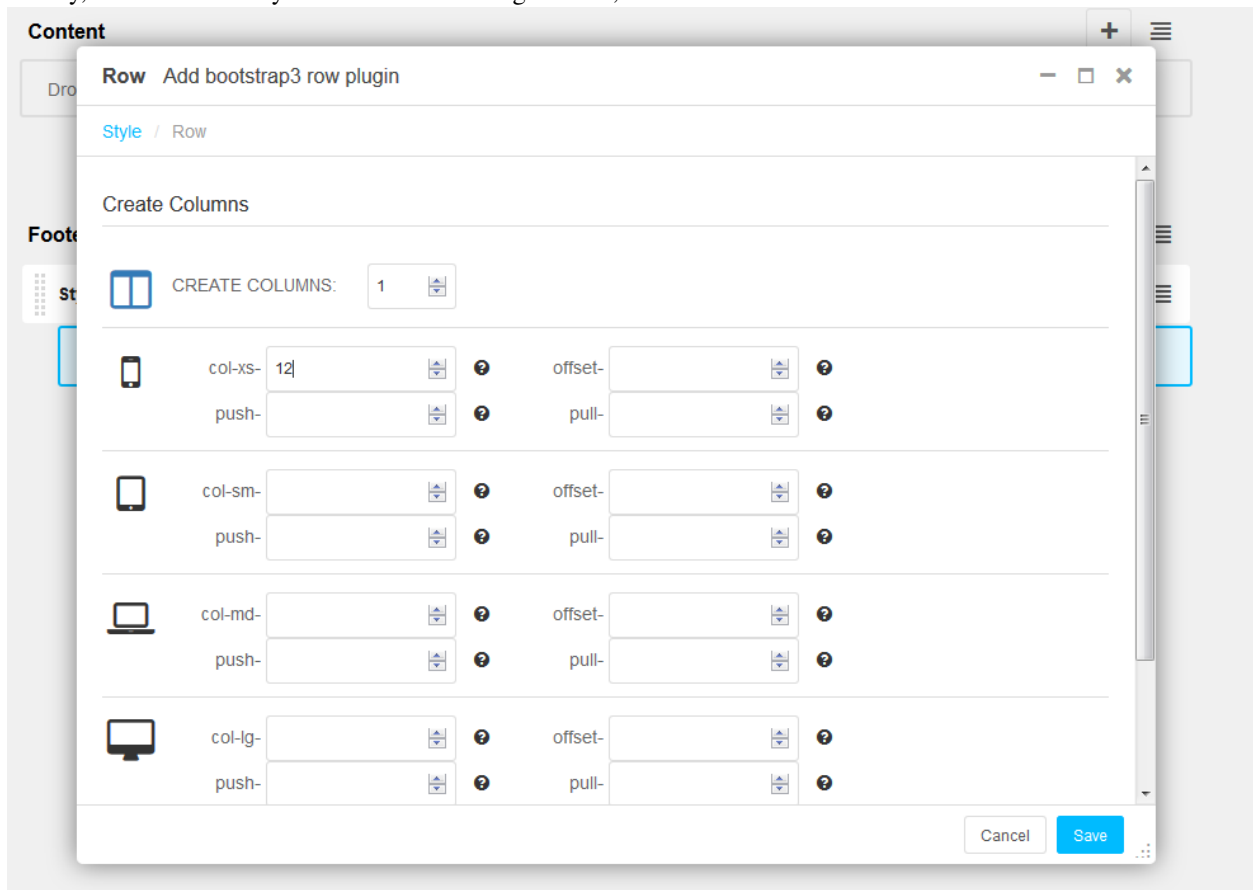 Content
Dro
Row Add bootstrap3 row plugin
Style / Row
Create Columns
Foote
St
CREATE COLUMNS: 1
col-xs- 12 offset-
push- pull-
col-sm- offset-
push- pull-
col-md- offset-
push- pull-
col-lg- offset-
push- pull-
Cancel Save